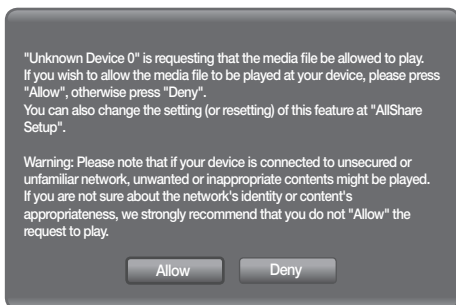 "Unknown Device 0" is requesting that the media file be allowed to play.
If you wish to allow the media file to be played at your device, please press
"Allow", otherwise press "Deny".
You can also change the setting (or resetting) of this feature at "AllShare
Setup".
Warning: Please note that if your device is connected to unsecured or
unfamiliar network, unwanted or inappropriate contents might be played.
If you are not sure about the network's identity or content's
appropriateness, we strongly recommend that you do not "Allow" the
request to play.
Allow
Deny